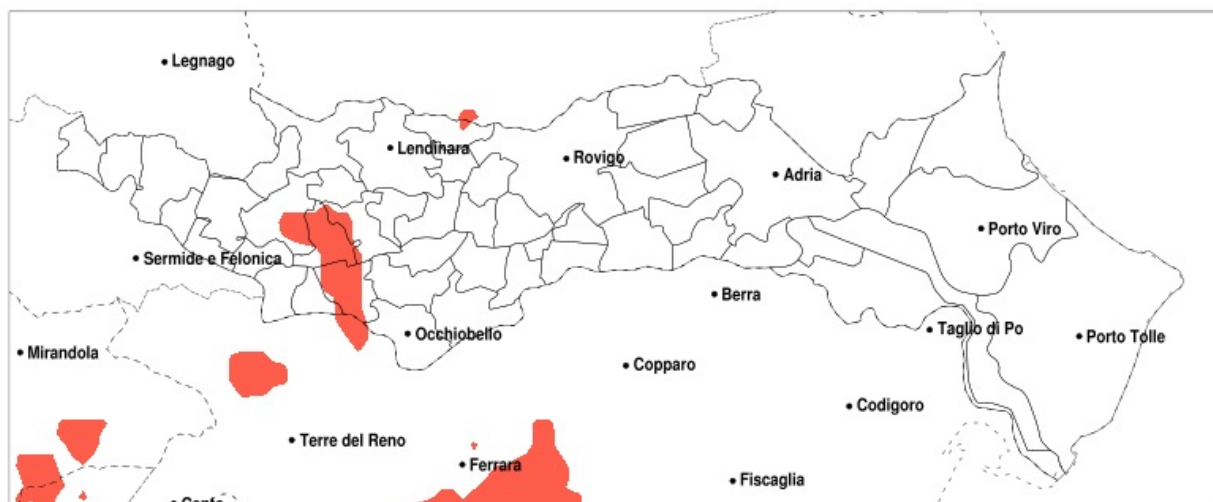 Legnago
Lendinara
Rovigo
Adria
Porto Viro
Sermide e Felonica
Berra
Taglio di Po
Occhiobello
Porto Tolle
Mirandola
Copparo
Codigoro
Terre del Reno
Ferrara
Fiscaglia